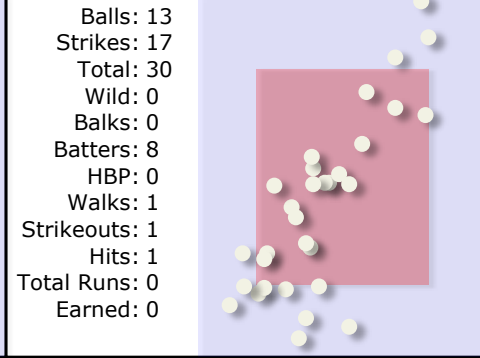 Balls: 13
Strikes: 17
Total: 30
Wild: 0
Balks: 0
Batters: 8
HBP: 0
Walks: 1
Strikeouts: 1
Hits: 1
Total Runs: 0
Earned: 0